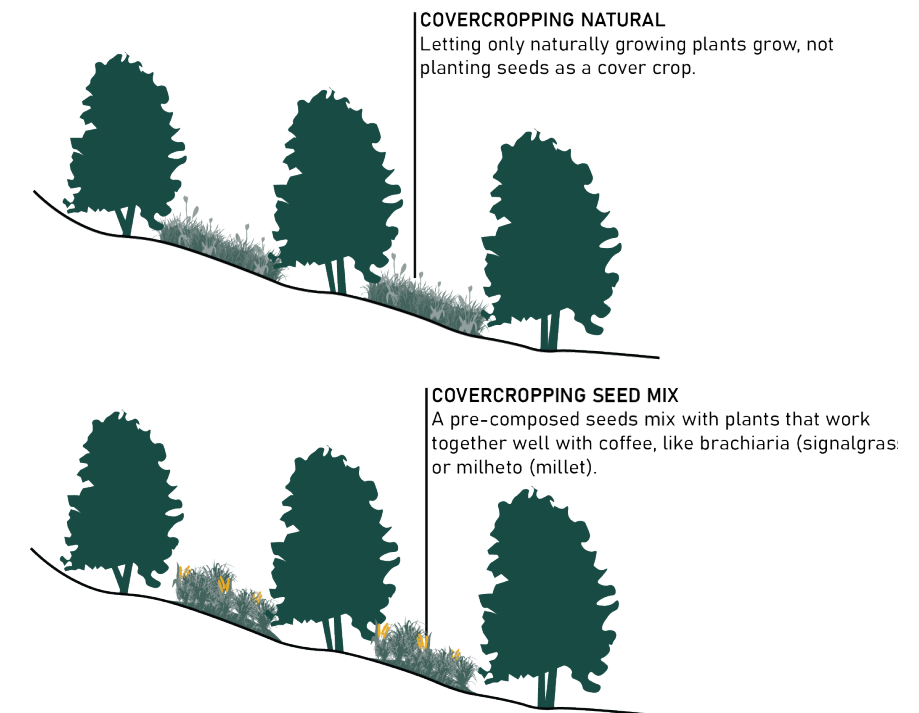 COVERCROPPING NATURAL
Letting only naturally growing plants grow, not
planting seeds as a cover crop.
COVERCROPPING SEED MIX
A pre-composed seeds mix with plants that work
together well with coffee, like brachiaria
or milheto (millet).